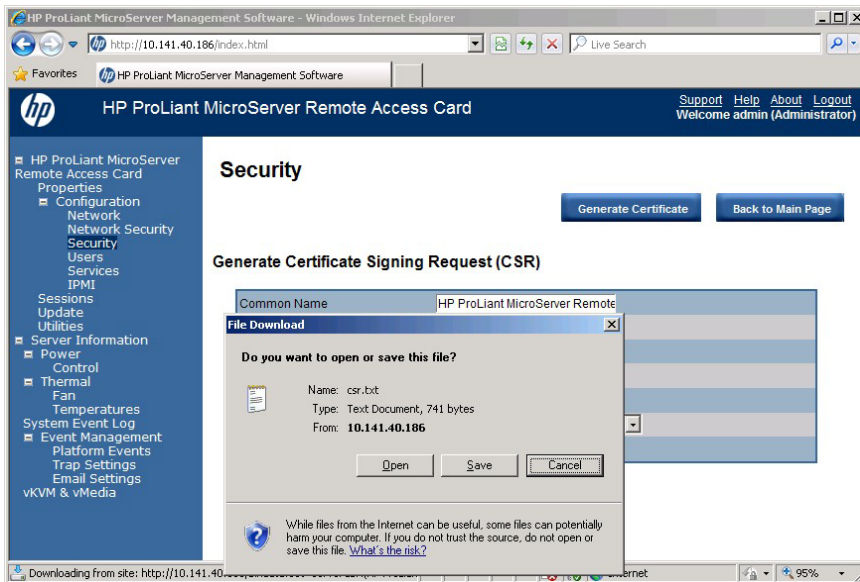 HP ProLiant MicroServer Management Software - Windows Internet Explorer
http://10.141.40.186/index.html
Live Search
Favorites
HP ProLiant MicroServer Management Software
hp
HP ProLiant MicroServer Remote Access Card
Support Help About Logout
Welcome admin (Administrator)
HP ProLiant MicroServer
Remote Access Card
Properties
Configuration
Network
Network Security
Security
Users
Services
IPMI
Sessions
Update
Utilities
Server Information
Power
Control
Thermal
Fan
Temperatures
System Event Log
Event Management
Platform Events
Trap Settings
Email Settings
vKVM & vMedia
Security
Generate Certificate
Back to Main Page
Generate Certificate Signing Request (CSR)
Common Name HP ProLiant MicroServer Remote
File Download
Do you want to open or save this file?
Name: csr.txt
Type: Text Document, 741 bytes
From: 10.141.40.186
Open
Save
Cancel
While files from the Internet can be useful, some files can potentially
harm your computer. If you do not trust the source, do not open or
save this file. What's the risk?
Downloading from site: http://10.141.40.
95%